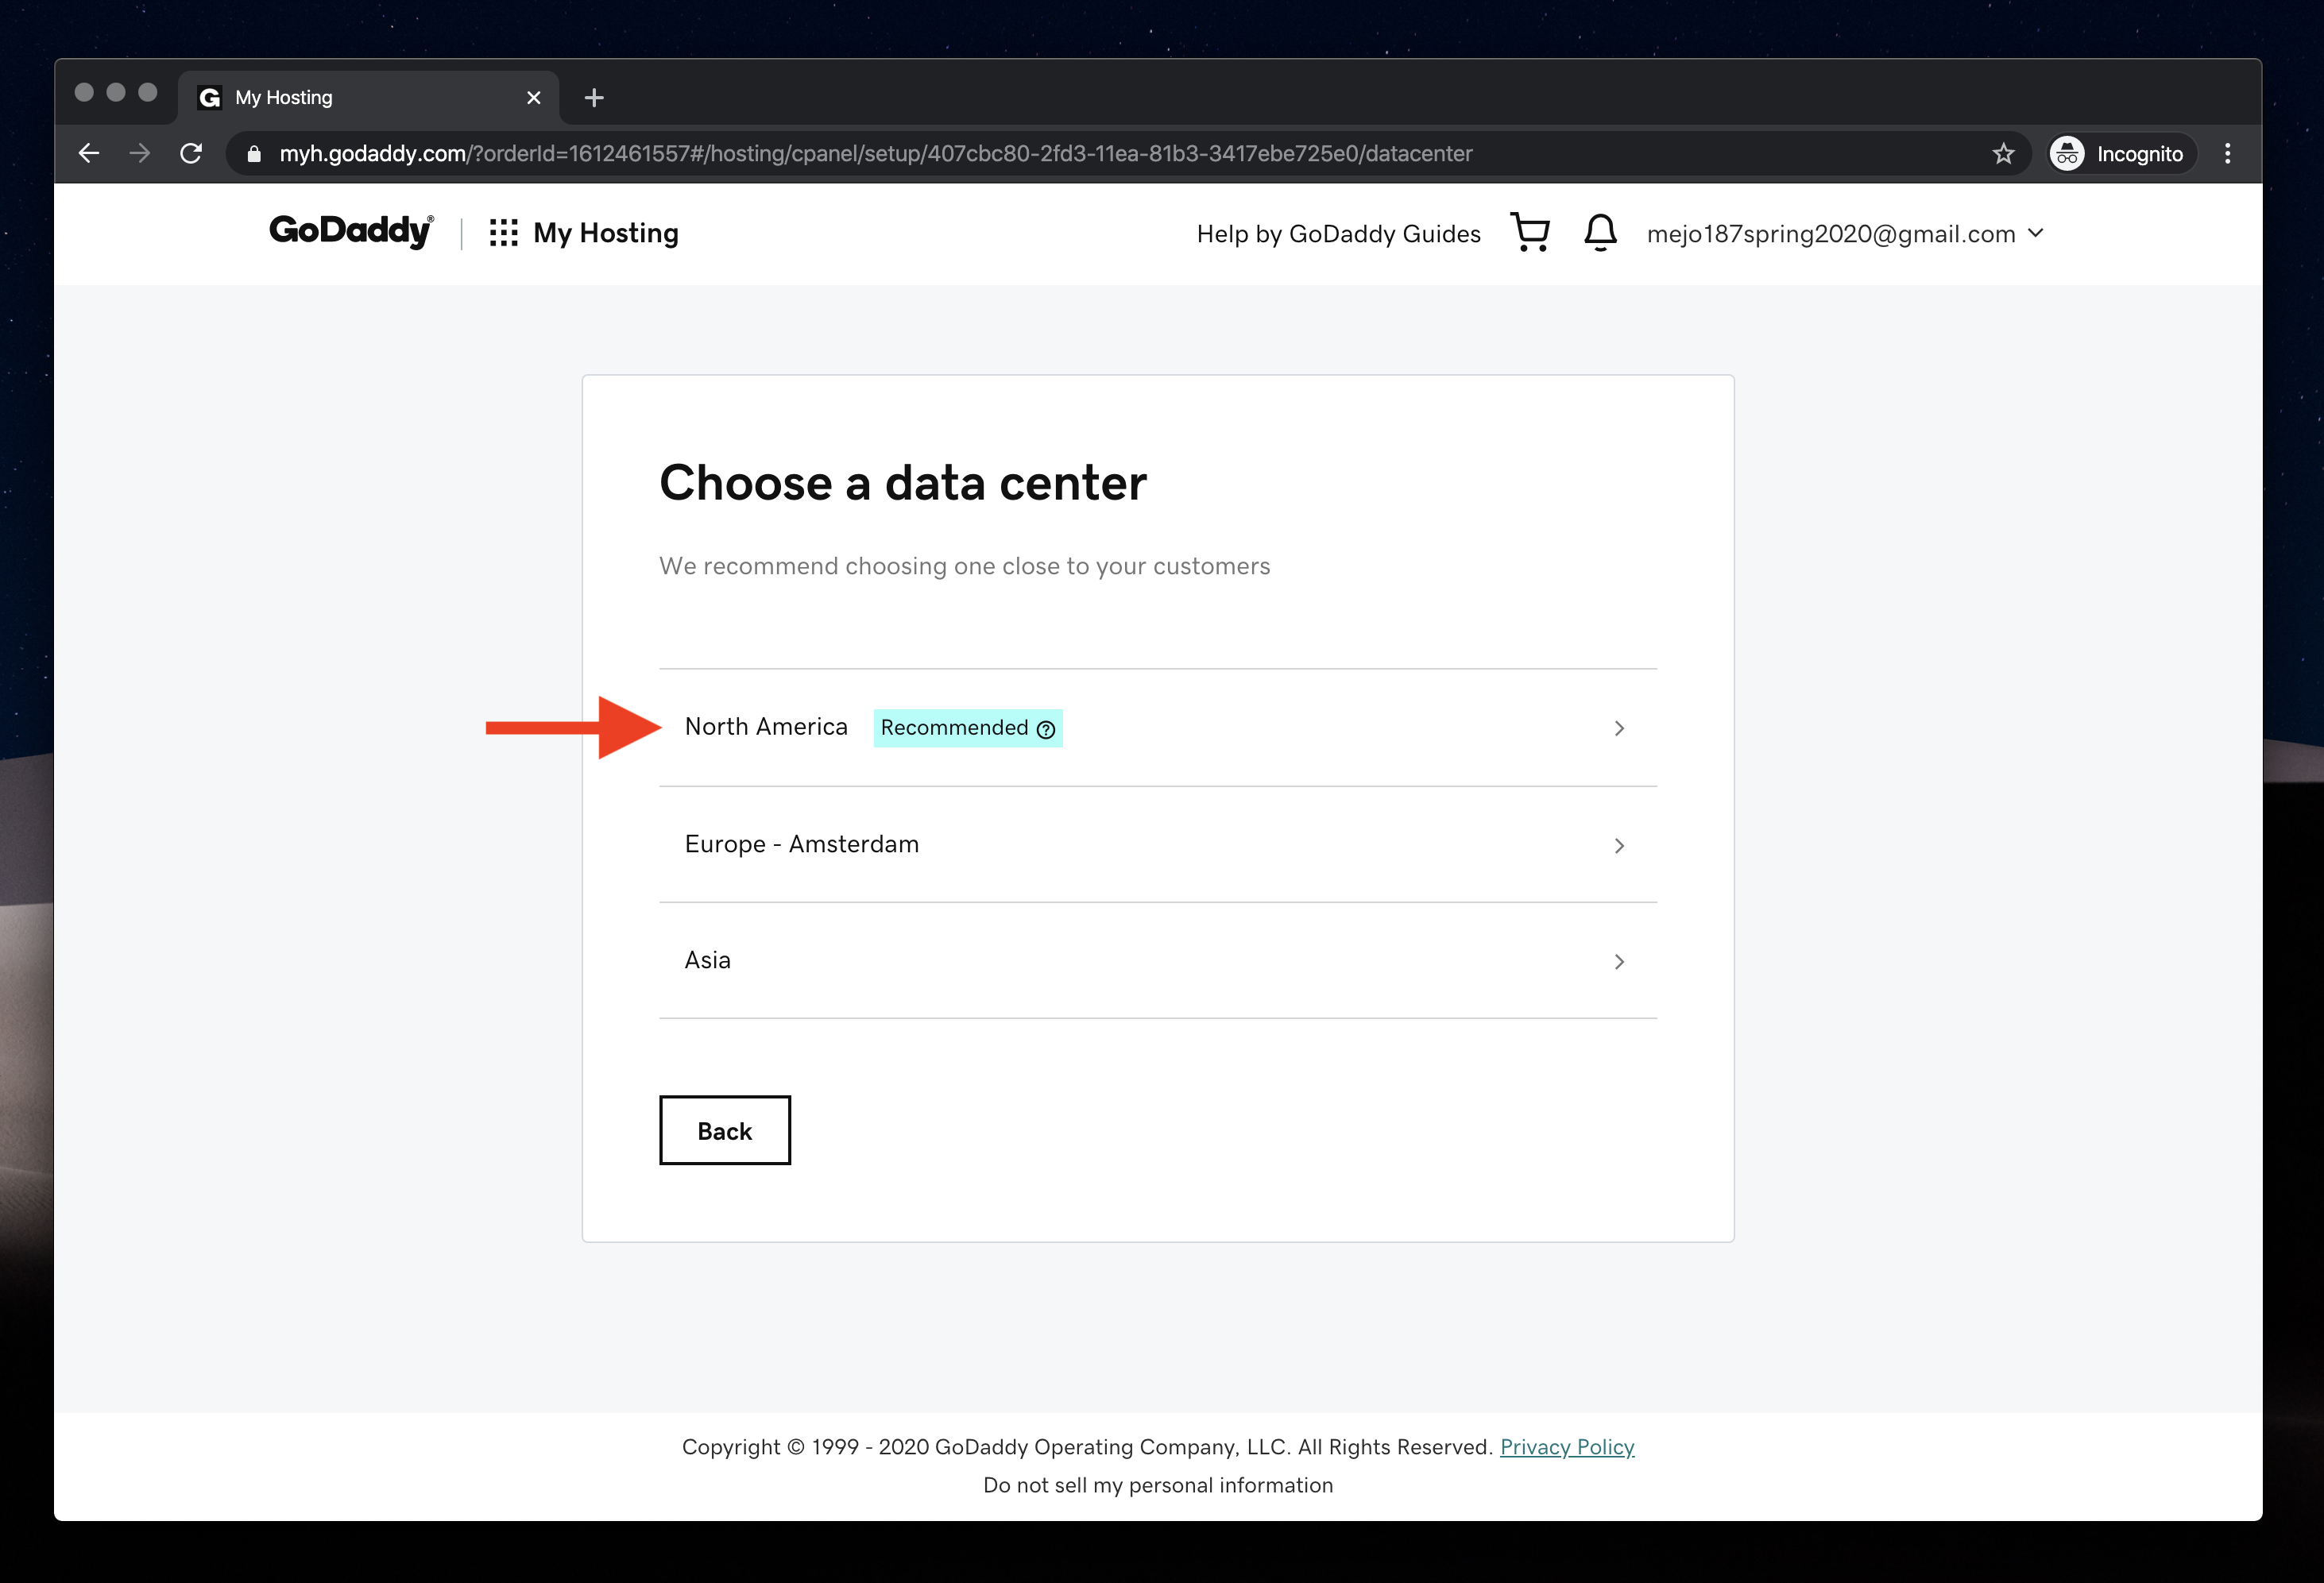 My Hosting
myh.godaddy.com/?orderId=1612461557#/hosting/cpanel/setup/407cbc80-2fd3-11ea-81b3-3417ebe725e0/datacenter
Incognito
GoDaddy® My Hosting
Help by GoDaddy Guides
mejo187spring2020@gmail.com
Choose a data center
We recommend choosing one close to your customers
North America Recommended
Europe - Amsterdam
Asia
Back
Copyright © 1999 - 2020 GoDaddy Operating Company, LLC. All Rights Reserved. Privacy Policy
Do not sell my personal information